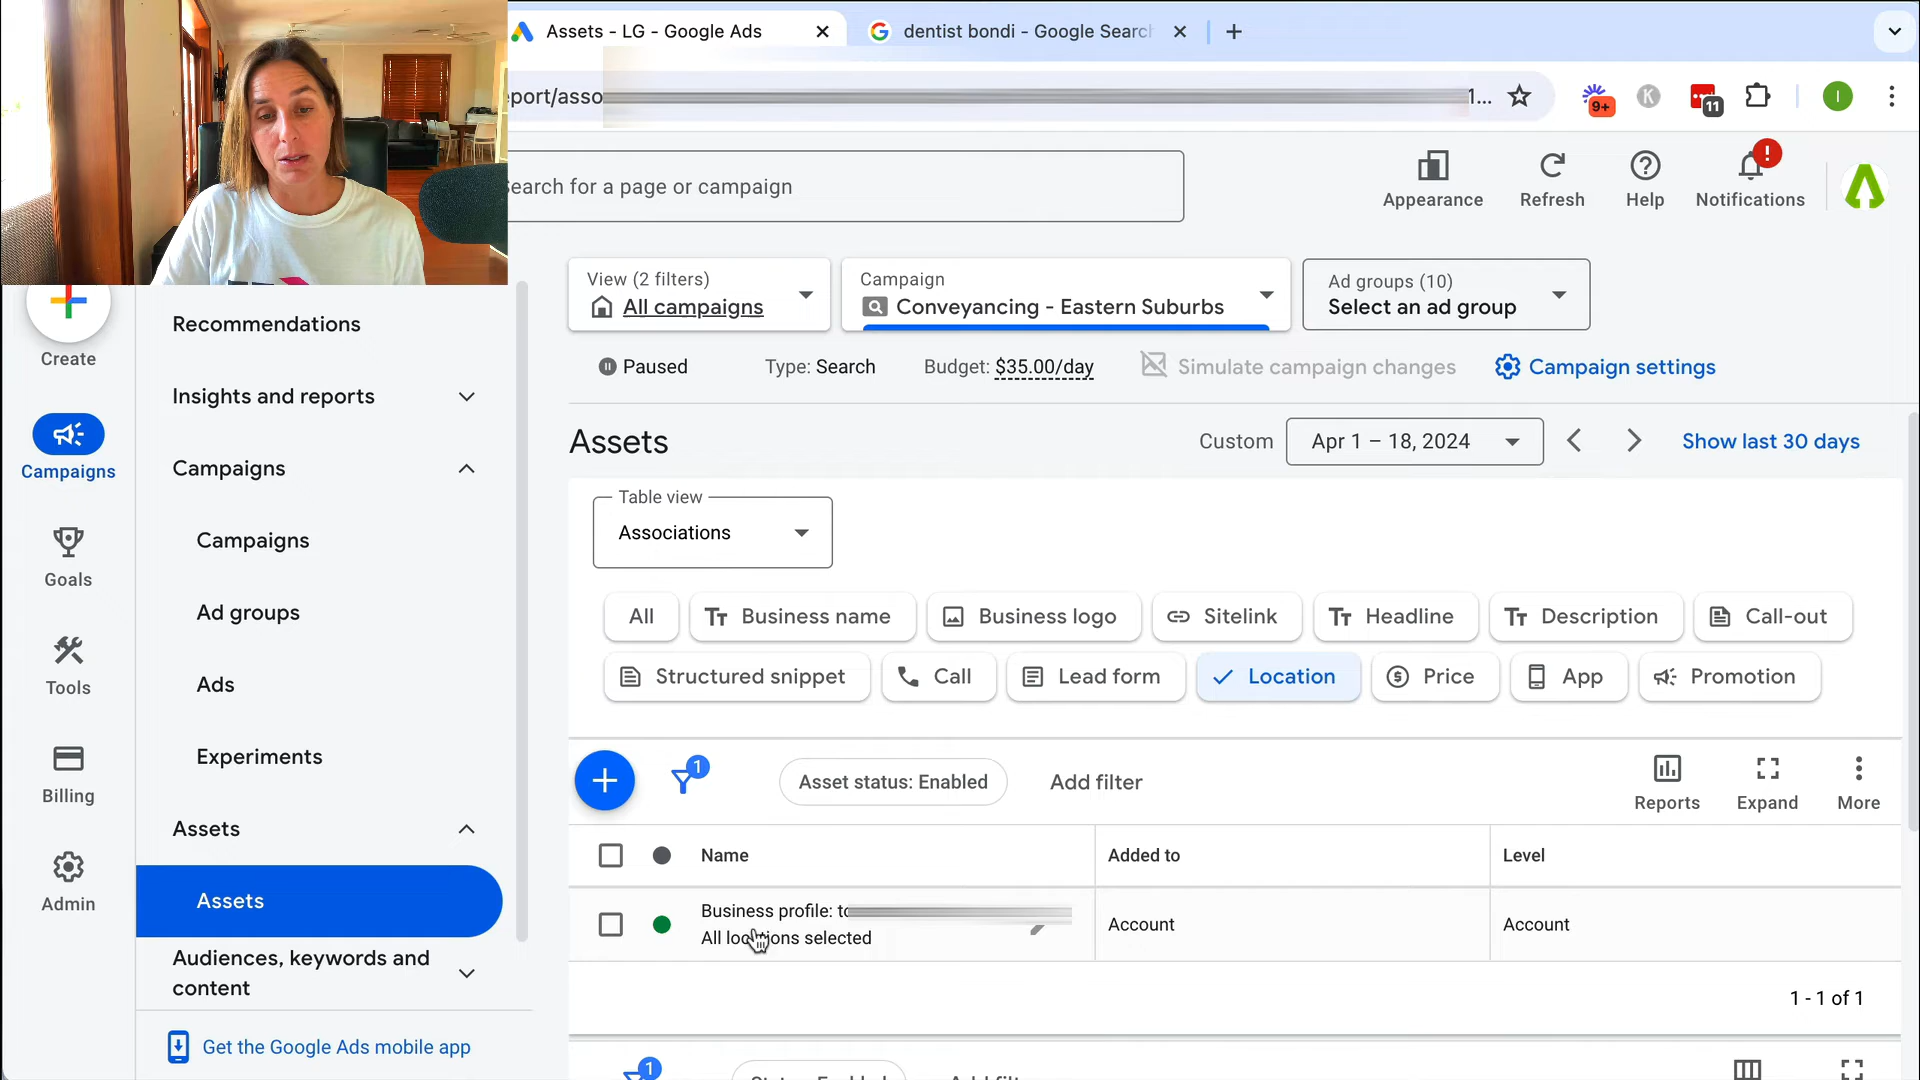 Assets - LG - Google Ads
dentist bondi - Google Searc
port/asso
1...
9+
K
11
I
earch for a page or campaign
Appearance
Refresh
Help
Notifications
View (2 filters)
All campaigns
Campaign
Conveyancing - Eastern Suburbs
Ad groups (10)
Select an ad group
Paused
Type: Search
Budget: $35.00/day
Simulate campaign changes
Campaign settings
Create
Campaigns
Goals
Tools
Billing
Admin
Recommendations
Insights and reports
Campaigns
Campaigns
Ad groups
Ads
Experiments
Assets
Assets
Audiences, keywords and
content
Get the Google Ads mobile app
Assets
Custom
Apr 1 – 18, 2024
Show last 30 days
Table view
Associations
All
Business name
Business logo
Sitelink
Headline
Description
Call-out
Structured snippet
Call
Lead form
Location
Price
App
Promotion
1
Asset status: Enabled
Add filter
Reports
Expand
More
Name
Added to
Level
Business profile:
All locations selected
Account
Account
1 - 1 of 1
1